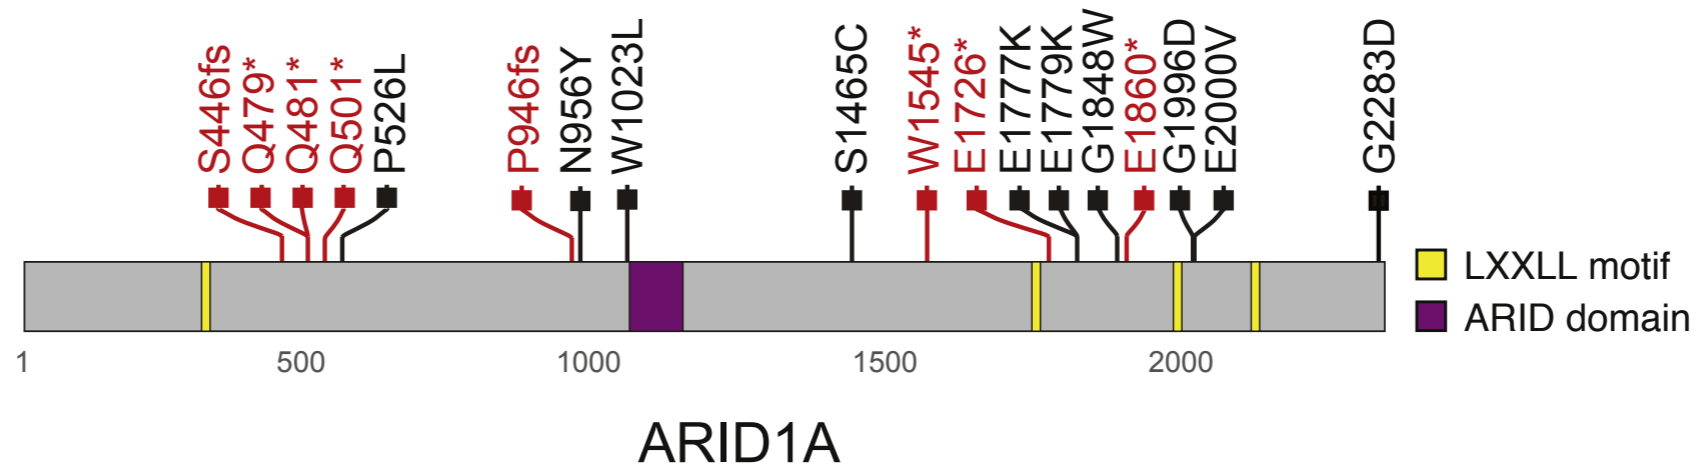 S446fs
Q479*
Q481*
Q501*
P526L
P946fs
N956Y
W1023L
S1465C
W1545*
E1726*
E1777K
E1779K
G1848W
E1860*
G1996D
E2000V
G2283D
LXXLL motif
ARID domain
1 500 1000 1500 2000
ARID1A